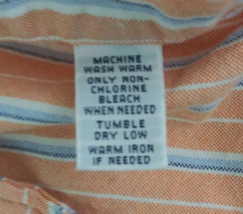 MACHINE
WASH WARM
ONLY NON-
CHLORINE
BLEACH
WHEN NEEDED
TUMBLE
DRY LOW
WARM IRON
IF NEEDED